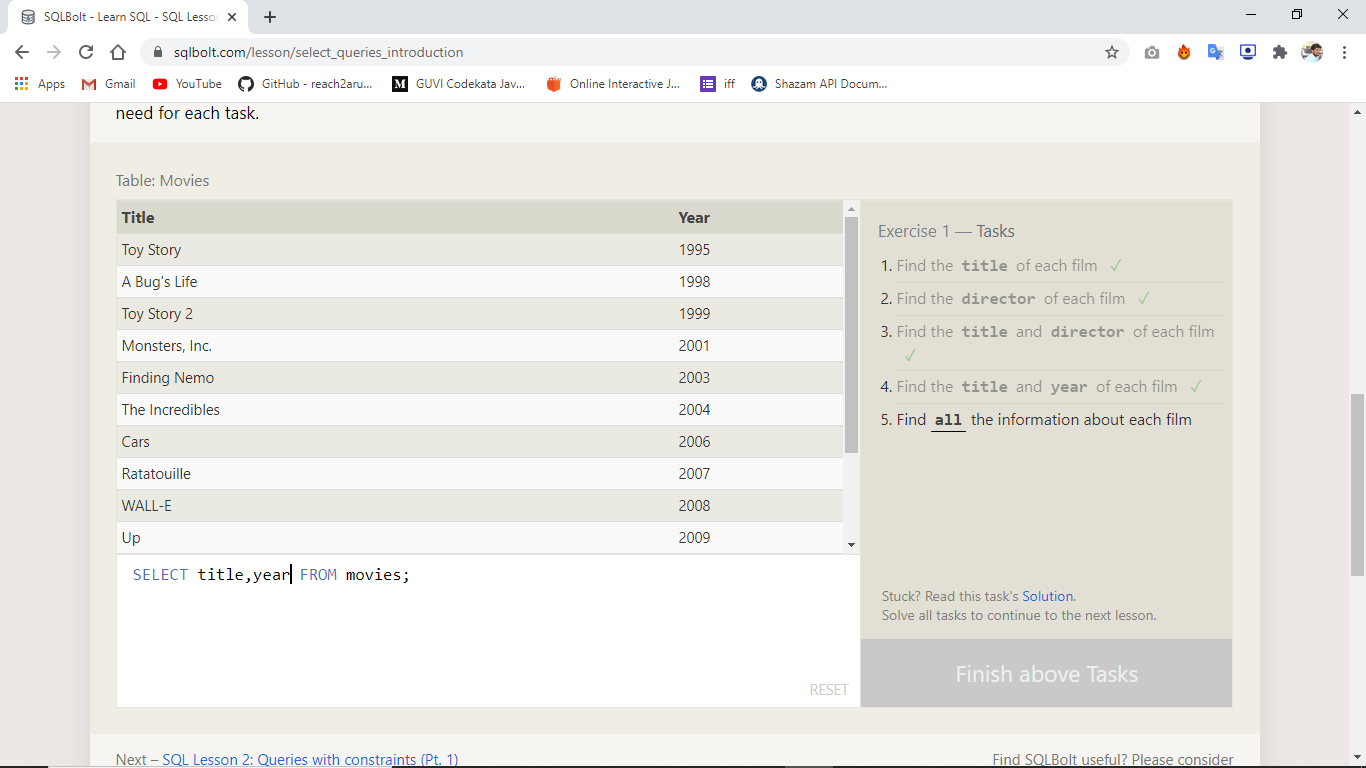 SQLBolt - Learn SQL - SQL Lesson
sqlbolt.com/lesson/select_queries_introduction
Apps Gmail YouTube GitHub - reach2aru... GUVI Codekata Jav... Online Interactive J... iff Shazam API Docum...
need for each task.
Table: Movies
Title Year
Toy Story 1995
A Bug's Life 1998
Toy Story 2 1999
Monsters, Inc. 2001
Finding Nemo 2003
The Incredibles 2004
Cars 2006
Ratatouille 2007
WALL-E 2008
Up 2009
SELECT title,year FROM movies;
RESET
Exercise 1 — Tasks
1. Find the title of each film ✓
2. Find the director of each film ✓
3. Find the title and director of each film
✓
4. Find the title and year of each film ✓
5. Find all the information about each film
Stuck? Read this task's Solution.
Solve all tasks to continue to the next lesson.
Finish above Tasks
Next – SQL Lesson 2: Queries with constraints (Pt. 1)
Find SQLBolt useful? Please consider